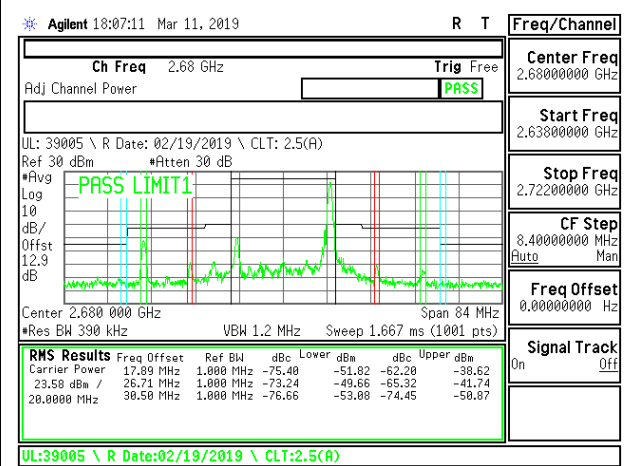 Agilent 18:07:11 Mar 11, 2019 R T
Ch Freq 2.68 GHz Trig Free
Adj Channel Power PASS
UL: 39005 \ R Date: 02/19/2019 \ CLT: 2.5(A)
Ref 30 dBm #Atten 30 dB
#Avg
Log
10
dB/
Offst
12.9
dB
PASS LIMIT1
Center 2.680 000 GHz Span 84 MHz
#Res BW 390 kHz VBW 1.2 MHz Sweep 1.667 ms (1001 pts)
RMS Results Freq Offset Ref BW dBc Lower dBm dBc Upper dBm
Carrier Power 17.89 MHz 1.000 MHz -75.40 -51.82 -62.20 -38.62
23.58 dBm / 26.71 MHz 1.000 MHz -73.24 -49.66 -65.32 -41.74
20.0000 MHz 30.50 MHz 1.000 MHz -76.66 -53.08 -74.45 -50.87
UL:39005 \ R Date:02/19/2019 \ CLT:2.5(A)
Freq/Channel
Center Freq
2.68000000 GHz
Start Freq
2.63800000 GHz
Stop Freq
2.72200000 GHz
CF Step
8.40000000 MHz
Auto Man
Freq Offset
0.00000000 Hz
Signal Track
On Off